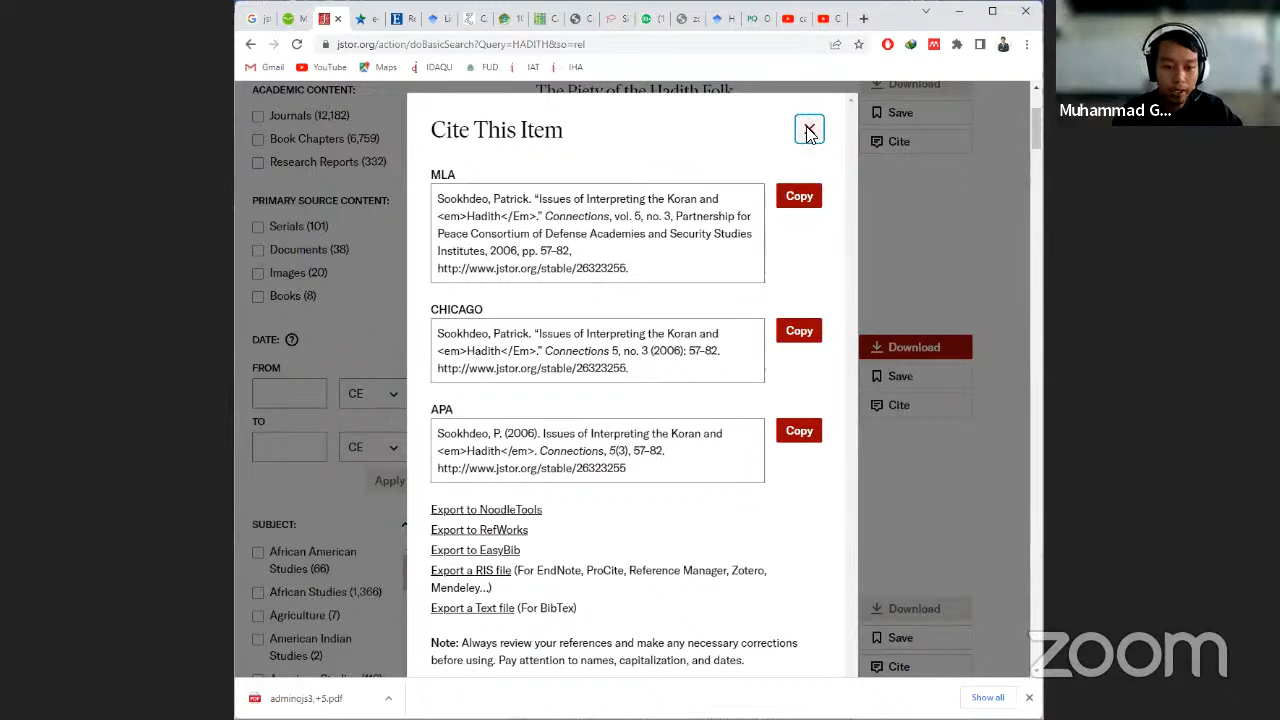 jstor.org/action/doBasicSearch?Query=HADITH&so=rel
Gmail
YouTube
Maps
IDAQU
FUD
IAT
IHA
Muhammad G...
ACADEMIC CONTENT:
Journals (12,182)
Book Chapters (6,759)
Research Reports (332)
PRIMARY SOURCE CONTENT:
Serials (101)
Documents (38)
Images (20)
Books (8)
DATE:
FROM
CE
TO
CE
Apply
SUBJECT:
African American
Studies (66)
African Studies (1,366)
Agriculture (7)
American Indian
Studies (2)
The Piety of the Hadith Folk
Cite This Item
MLA
Sookhdeo, Patrick. “Issues of Interpreting the Koran and
<em>Hadith</Em>.” Connections, vol. 5, no. 3, Partnership for
Peace Consortium of Defense Academies and Security Studies
Institutes, 2006, pp. 57–82,
http://www.jstor.org/stable/26323255.
Copy
CHICAGO
Sookhdeo, Patrick. “Issues of Interpreting the Koran and
<em>Hadith</Em>.” Connections 5, no. 3 (2006): 57–82.
http://www.jstor.org/stable/26323255.
Copy
APA
Sookhdeo, P. (2006). Issues of Interpreting the Koran and
<em>Hadith</em>. Connections, 5(3), 57–82.
http://www.jstor.org/stable/26323255
Copy
Export to NoodleTools
Export to RefWorks
Export to EasyBib
Export a RIS file (For EndNote, ProCite, Reference Manager, Zotero,
Mendeley...)
Export a Text file (For BibTex)
Note: Always review your references and make any necessary corrections
before using. Pay attention to names, capitalization, and dates.
Download
Save
Cite
Download
Save
Cite
Download
Save
Cite
adminojs3,+5.pdf
Show all
zoom